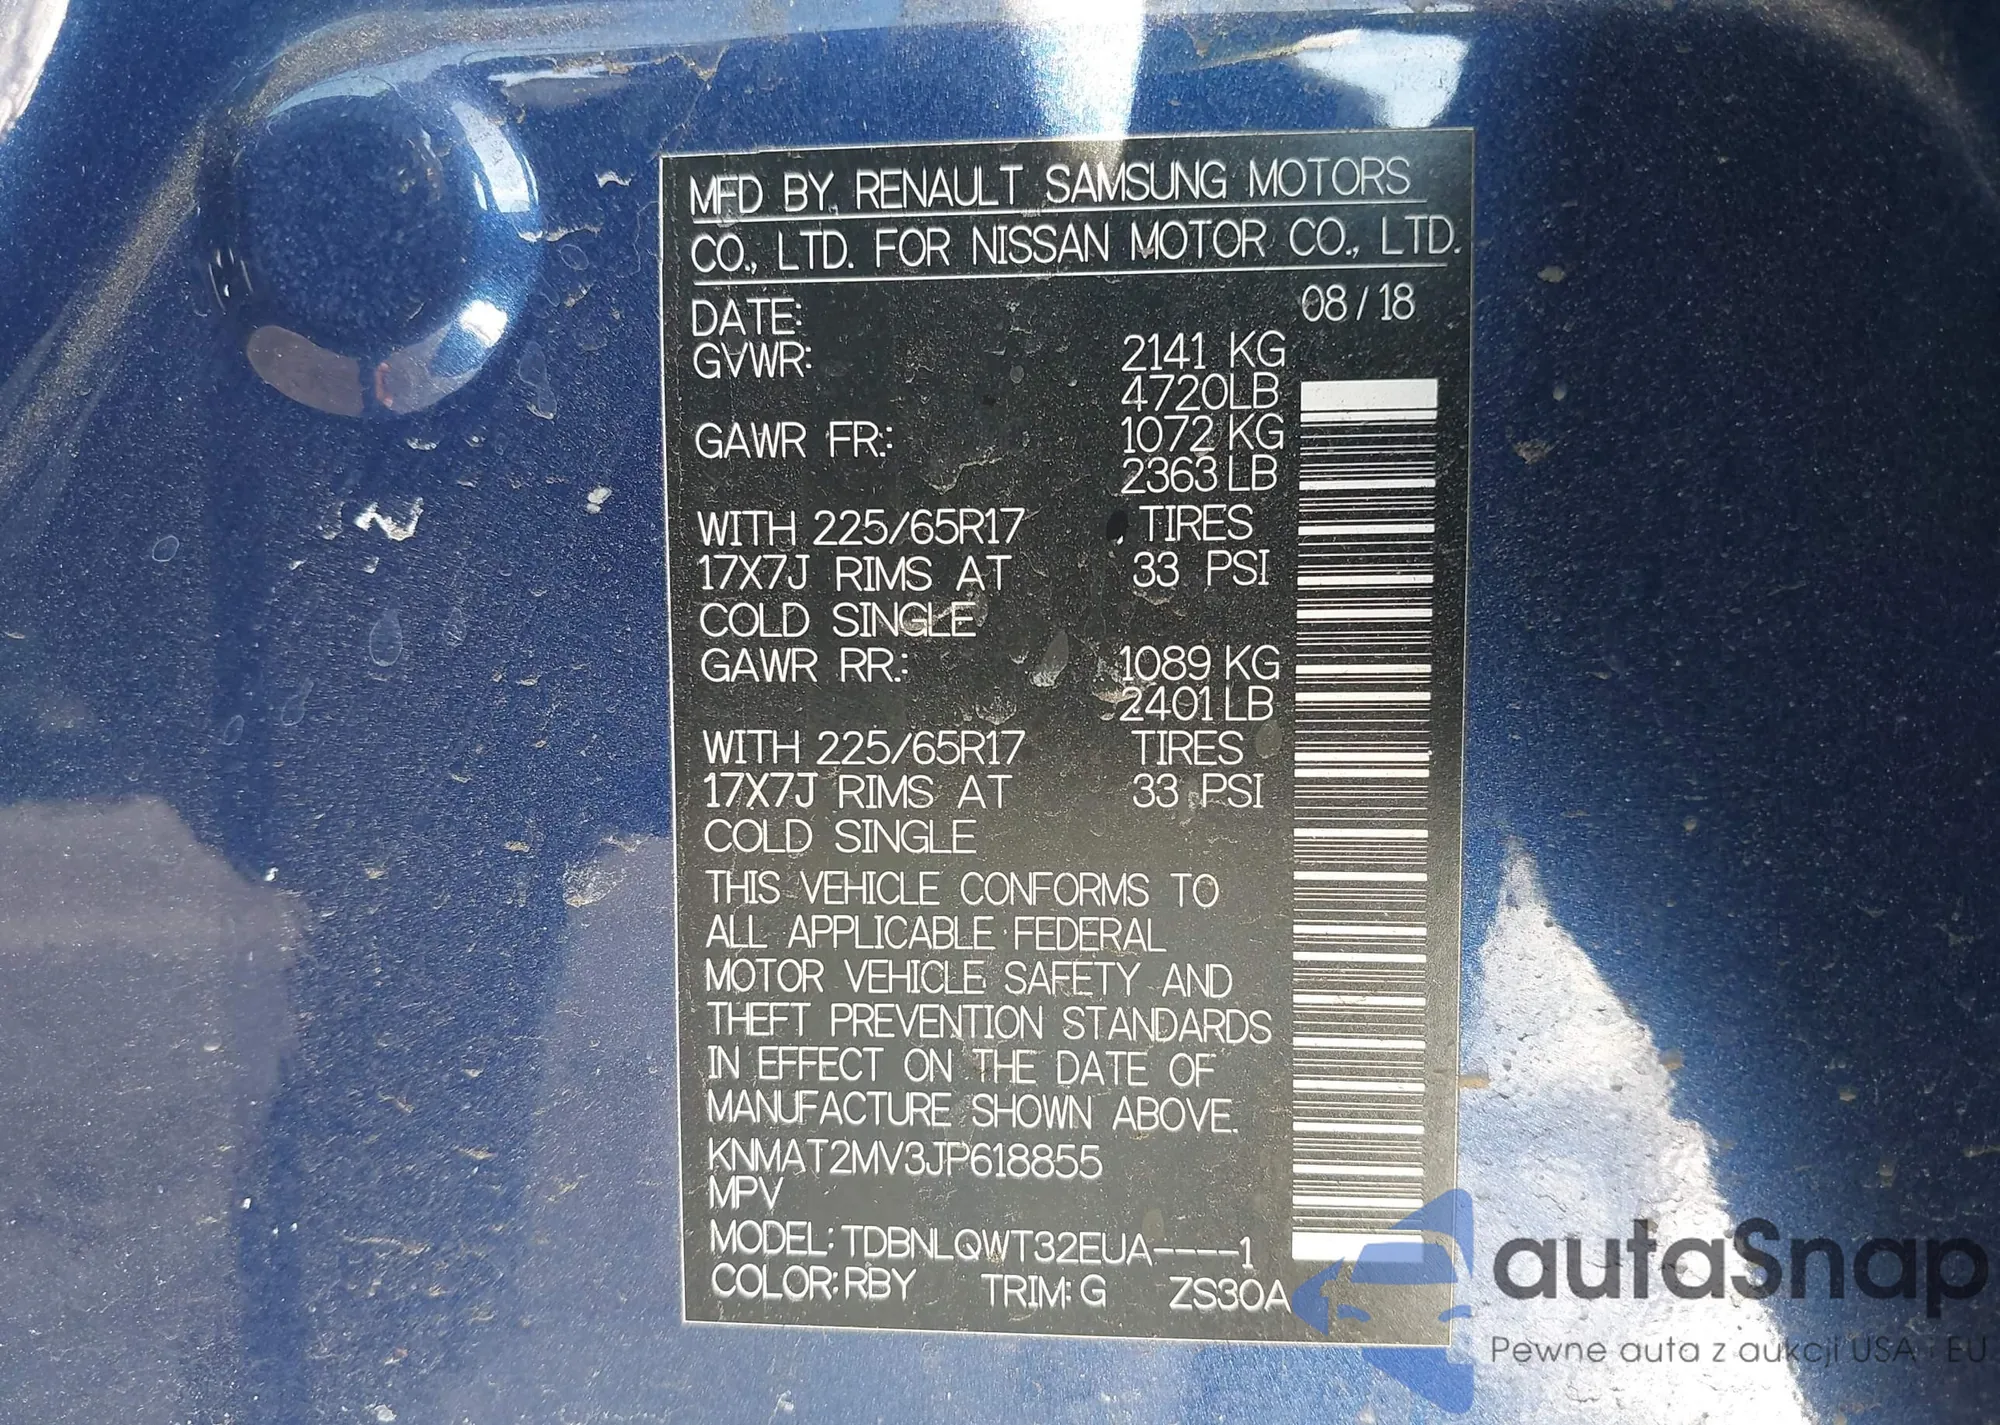 MFD BY, RENAULT SAMSUNG MOTORS
CO., LTD. FOR NISSAN MOTOR CO., LTD.
DATE: 08 / 18
GVWR: 2141 KG
4720LB
GAWR FR.: 1072 KG
2363 LB
WITH 225/65R17 TIRES
17X7J RIMS AT 33 PSI
COLD SINGLE
GAWR RR.: 1089 KG
2401 LB
WITH 225/65R17 TIRES
17X7J RIMS AT 33 PSI
COLD SINGLE
THIS VEHICLE CONFORMS TO
ALL APPLICABLE FEDERAL
MOTOR VEHICLE SAFETY AND
THEFT PREVENTION STANDARDS
IN EFFECT ON THE DATE OF
MANUFACTURE SHOWN ABOVE.
KNMAT2MV3JP618855
MPV
MODEL: TDBNLQWT32EUA----1
COLOR: RBY TRIM: G ZS30A
autaSnap
Pewne auta z aukcji USA i EU